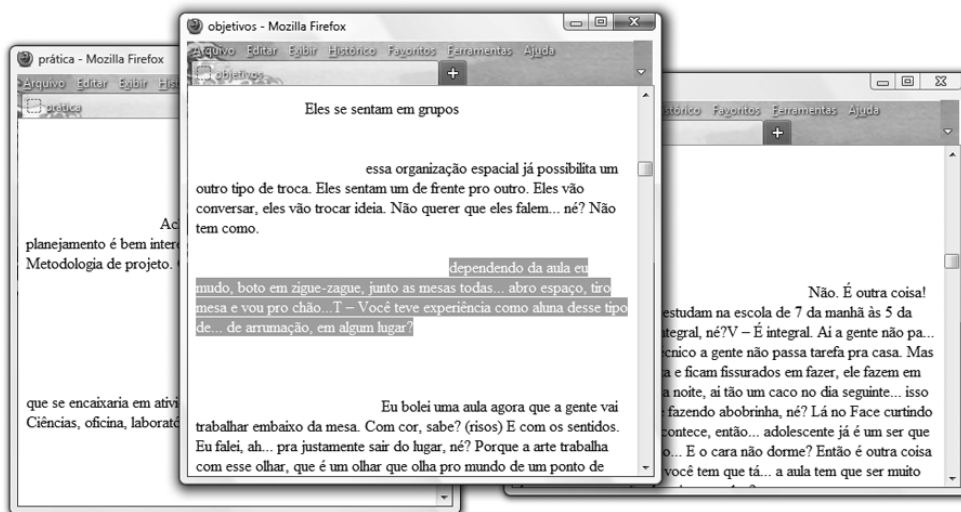 prática - Mozilla Firefox
Arquivo Editar Exibir His
prática
Ac
planejamento é bem inter
Metodologia de projeto.
que se encaixaria em ativi
Ciências, oficina, laborató
objetivos - Mozilla Firefox
Arquivo Editar Exibir Histórico Favoritos Ferramentas Ajuda
objetivos
Eles se sentam em grupos
essa organização espacial já possibilita um
outro tipo de troca. Eles sentam um de frente pro outro. Eles vão
conversar, eles vão trocar ideia. Não querer que eles falem... né? Não
tem como.
dependendo da aula eu
mudo, boto em zigue-zague, junto as mesas todas... abro espaço, tiro
mesa e vou pro chão...T – Você teve experiência como aluna desse tipo
de... de arrumação, em algum lugar?
Eu bolei uma aula agora que a gente vai
trabalhar embaixo da mesa. Com cor, sabe? (risos) E com os sentidos.
Eu falei, ah... pra justamente sair do lugar, né? Porque a arte trabalha
com esse olhar, que é um olhar que olha pro mundo de um ponto de
stórico Favoritos Ferramentas Ajuda
Não. É outra coisa!
estudam na escola de 7 da manhã às 5 da
ntegral, né?V – É integral. Aí a gente não pa...
écnico a gente não passa tarefa pra casa. Mas
a e ficam fissurados em fazer, ele fazem em
a noite, ai tão um caco no dia seguinte... isso
fazendo abobrinha, né? Lá no Face curtindo
contece, então... adolescente já é um ser que
o... E o cara não dorme? Então é outra coisa
você tem que tá... a aula tem que ser muito